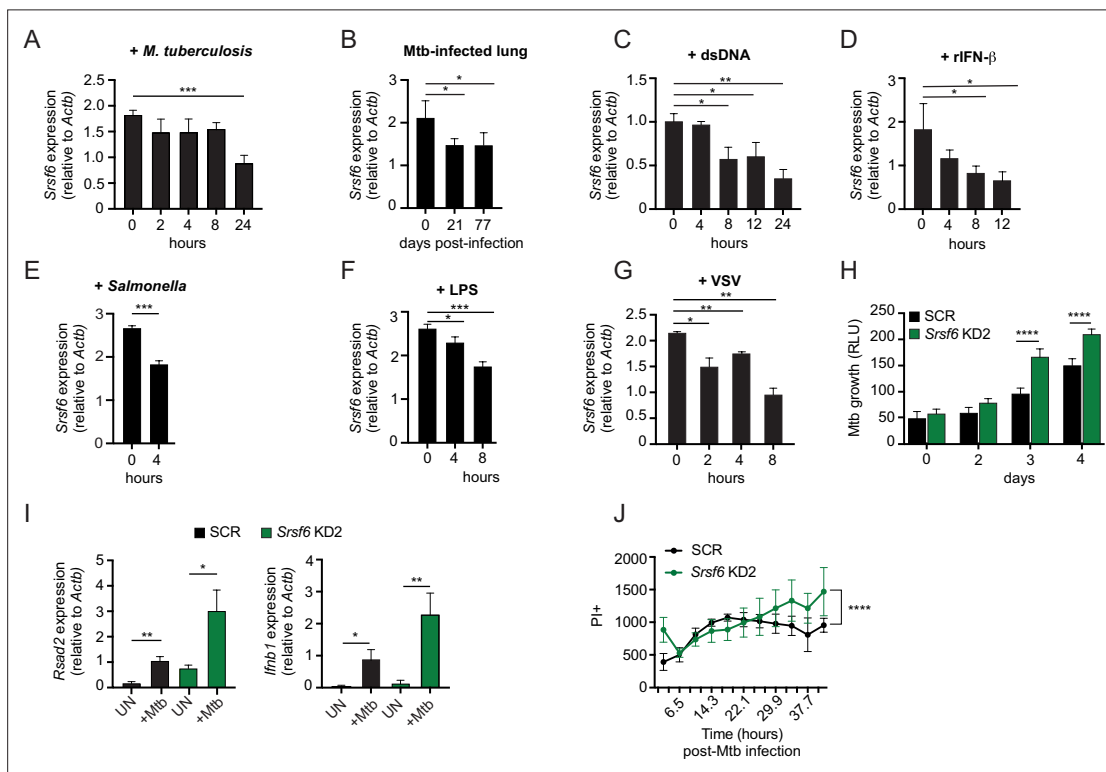 A
+ M. tuberculosis
Srsf6 expression
(relative to Actb)
2.5
2.0
1.5
1.0
0.5
0
***
0 2 4 8 24
hours
B
Mtb-infected lung
Srsf6 expression
(relative to Actb)
3
2
1
0
*
*
0 21 77
days post-infection
C
+ dsDNA
Srsf6 expression
(relative to Actb)
1.5
1.0
0.5
0.0
**
*
*
0 4 8 12 24
hours
D
+ rIFN-β
Srsf6 expression
(relative to Actb)
3
2
1
0
*
*
0 4 8 12
hours
E
+ Salmonella
Srsf6 expression
(relative to Actb)
3
2
1
0
***
0 4
hours
F
+ LPS
Srsf6 expression
(relative to Actb)
3
2
1
0
***
*
0 4 8
hours
G
+ VSV
Srsf6 expression
(relative to Actb)
2.5
2.0
1.5
1.0
0.5
0
**
**
*
0 2 4 8
hours
H
SCR
Srsf6 KD2
Mtb growth (RLU)
250
200
150
100
50
0
****
****
0 2 3 4
days
I
SCR
Srsf6 KD2
Rsad2 expression
(relative to Actb)
5
4
3
2
1
0
**
*
UN +Mtb UN +Mtb
Ifnb1 expression
(relative to Actb)
4
3
2
1
0
*
**
UN +Mtb UN +Mtb
J
SCR
Srsf6 KD2
PI+
2000
1500
1000
500
0
****
6.5 14.3 22.1 29.9 37.7
Time (hours)
post-Mtb infection